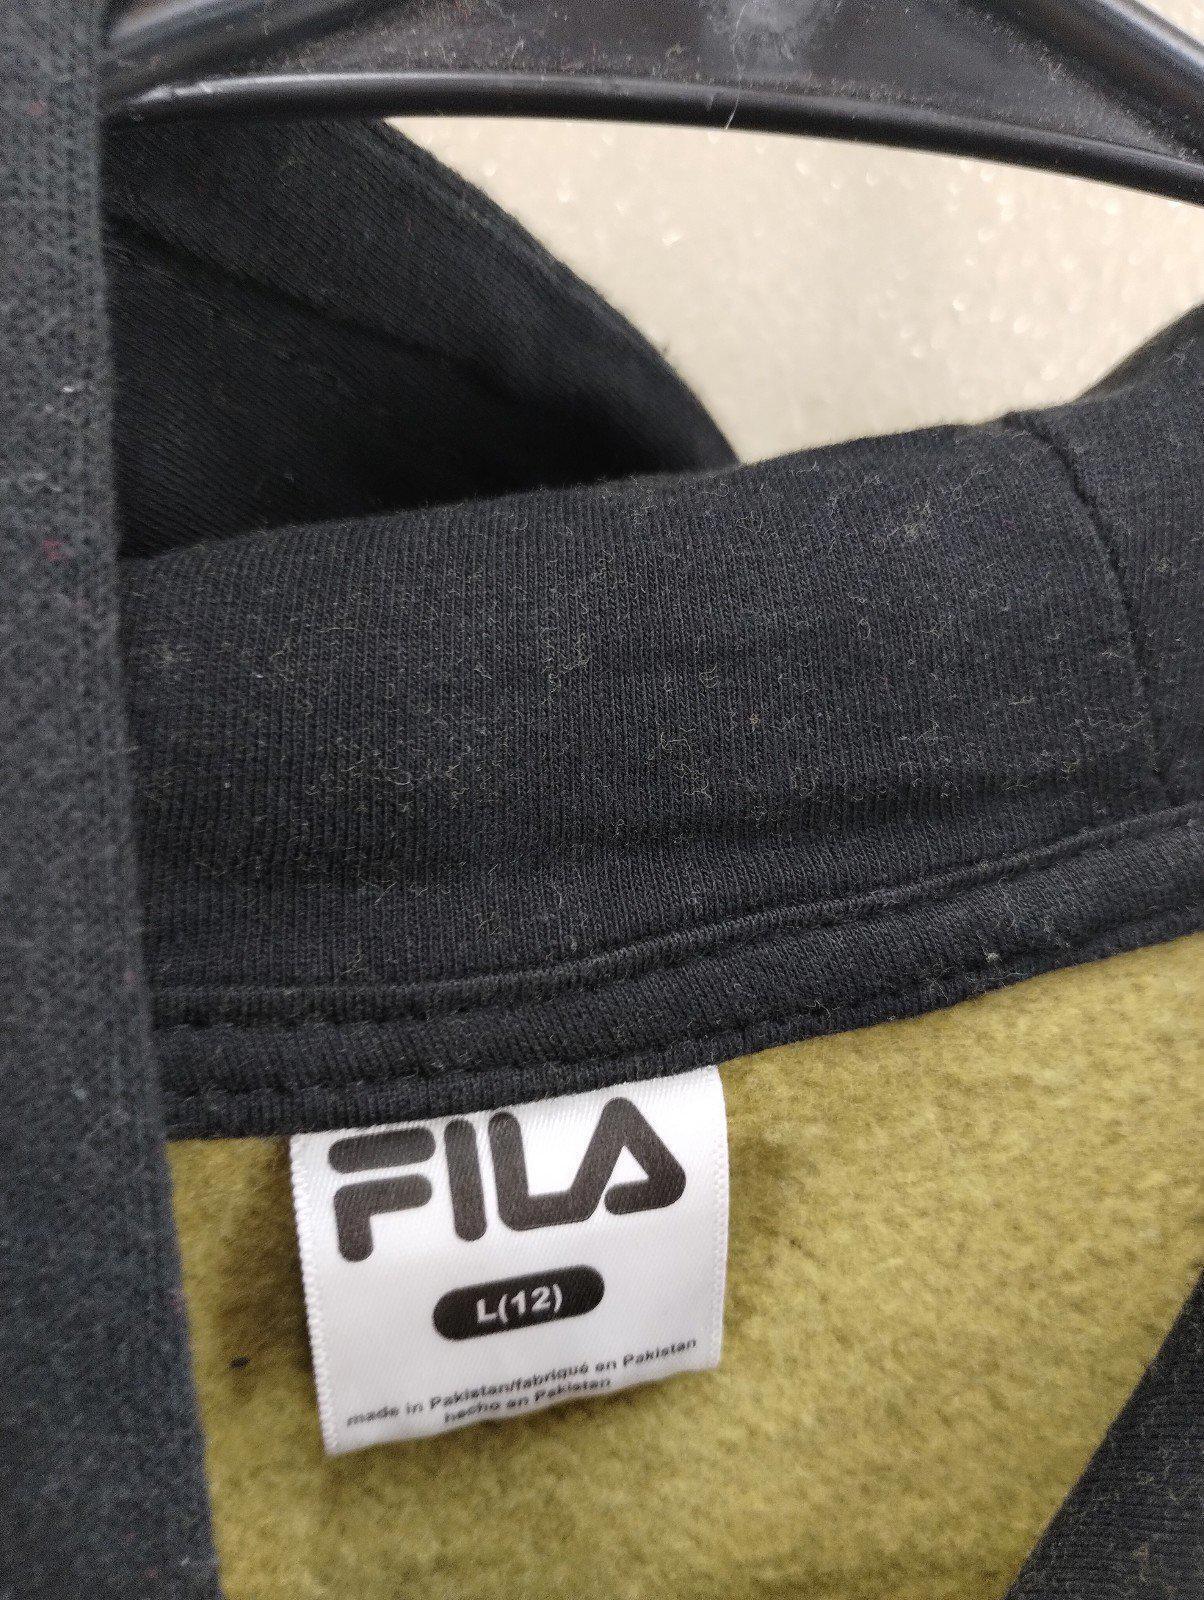 FILA
L(12)
made in Pakistan/fabriqué en Pakistan
hecho en Pakistan